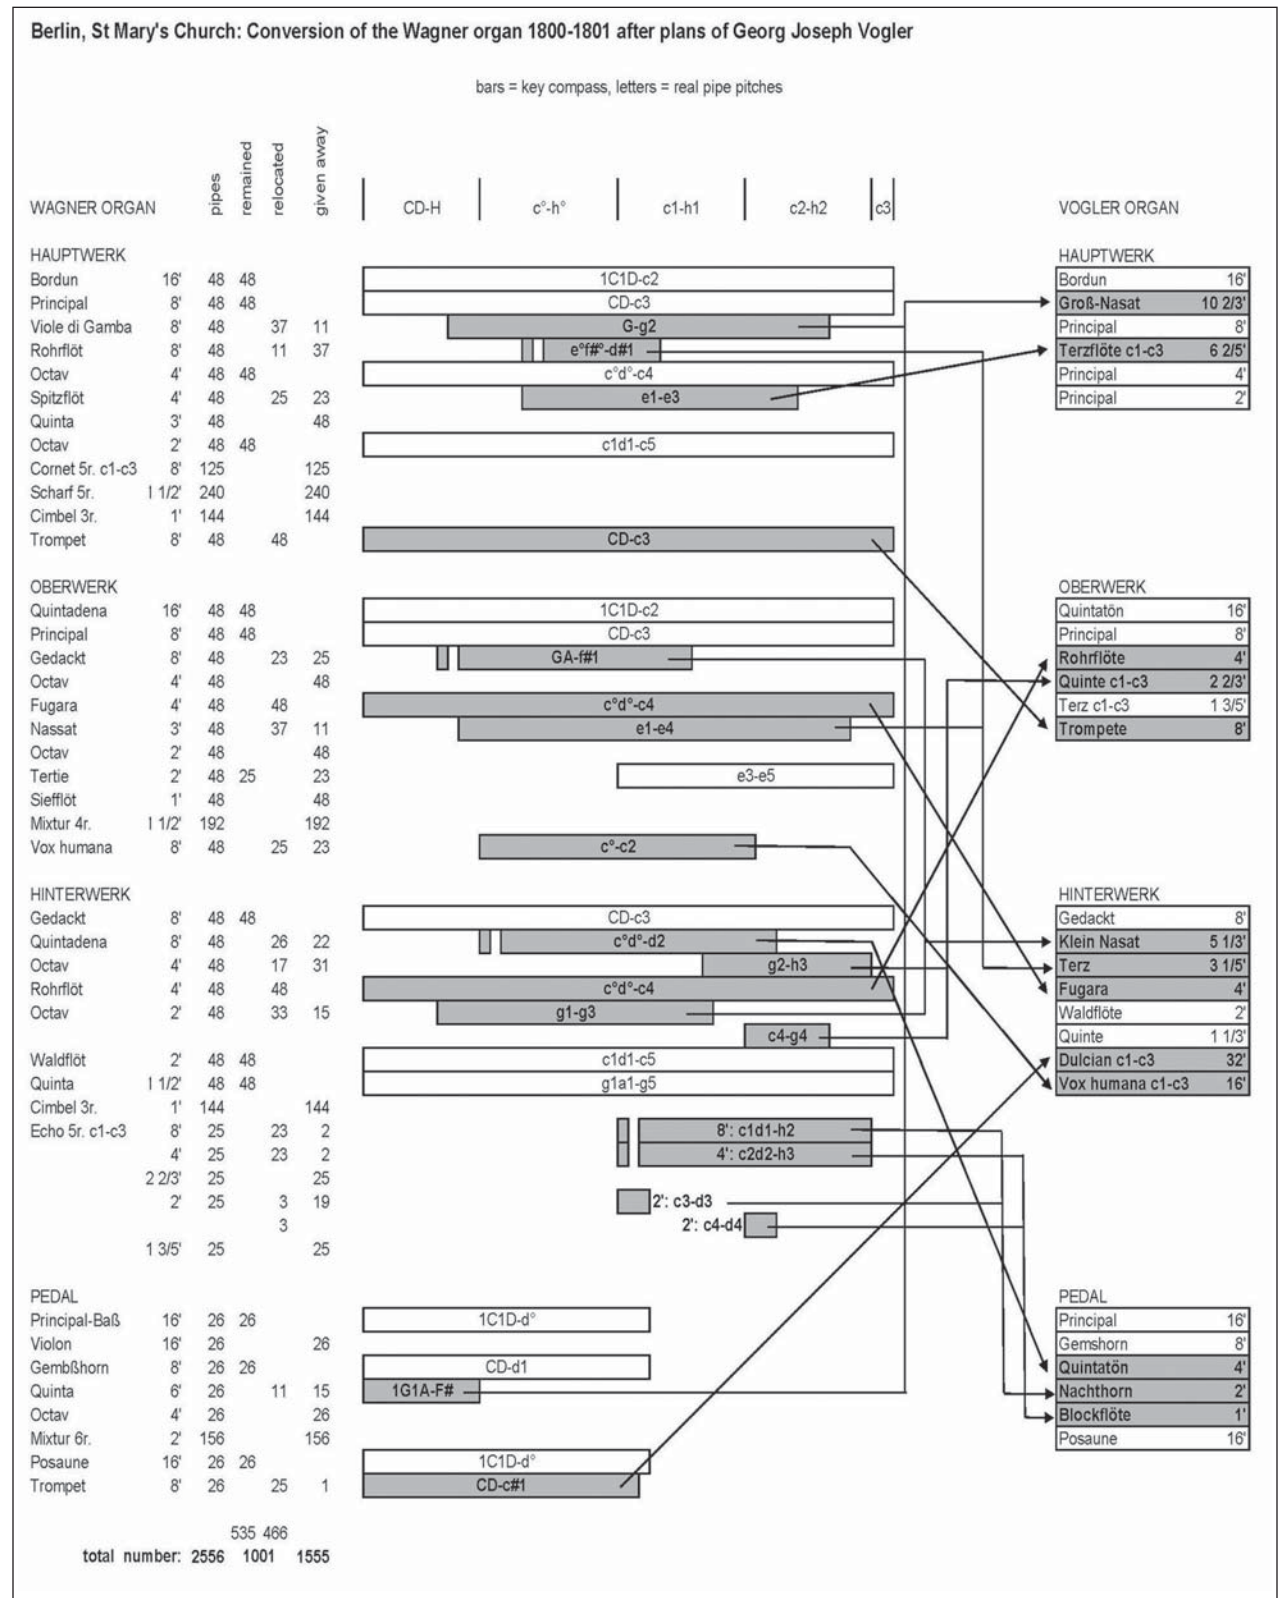 Berlin, St Mary's Church: Conversion of the Wagner organ 1800-1801 after plans of Georg Joseph Vogler
bars = key compass, letters = real pipe pitches
WAGNER ORGAN pipes remained relocated given away CD-H c°-h° c1-h1 c2-h2 c3 VOGLER ORGAN
HAUPTWERK HAUPTWERK
Bordun 16' 48 48 1C1D-c2 Bordun 16'
Principal 8' 48 48 CD-c3 Groß-Nasat 10 2/3'
Viole di Gamba 8' 48 37 11 G-g2 Principal 8'
Rohrflöt 8' 48 11 37 e°f#°-d#1 Terzflöte c1-c3 6 2/5'
Octav 4' 48 48 c°d°-c4 Principal 4'
Spitzflöt 4' 48 25 23 e1-e3 Principal 2'
Quinta 3' 48 48
Octav 2' 48 48 c1d1-c5
Cornet 5r. c1-c3 8' 125 125
Scharf 5r. I 1/2' 240 240
Cimbel 3r. 1' 144 144
Trompet 8' 48 48 CD-c3
OBERWERK OBERWERK
Quintadena 16' 48 48 1C1D-c2 Quintatön 16'
Principal 8' 48 48 CD-c3 Principal 8'
Gedackt 8' 48 23 25 GA-f#1 Rohrflöte 4'
Octav 4' 48 48 Quinte c1-c3 2 2/3'
Fugara 4' 48 48 c°d°-c4 Terz c1-c3 1 3/5'
Nassat 3' 48 37 11 e1-e4 Trompete 8'
Octav 2' 48 48
Tertie 2' 48 25 23 e3-e5
Siefflöt 1' 48 48
Mixtur 4r. I 1/2' 192 192
Vox humana 8' 48 25 23 c°-c2
HINTERWERK HINTERWERK
Gedackt 8' 48 48 CD-c3 Gedackt 8'
Quintadena 8' 48 26 22 c°d°-d2 Klein Nasat 5 1/3'
Octav 4' 48 17 31 g2-h3 Terz 3 1/5'
Rohrflöt 4' 48 48 c°d°-c4 Fugara 4'
Octav 2' 48 33 15 g1-g3 Waldflöte 2'
c4-g4 Quinte 1 1/3'
Waldflöt 2' 48 48 c1d1-c5 Dulcian c1-c3 32'
Quinta I 1/2' 48 48 g1a1-g5 Vox humana c1-c3 16'
Cimbel 3r. 1' 144 144
Echo 5r. c1-c3 8' 25 23 2 8': c1d1-h2
4' 25 23 2 4': c2d2-h3
2 2/3' 25 25
2' 25 3 19 2': c3-d3
3 2': c4-d4
1 3/5' 25 25
PEDAL PEDAL
Principal-Baß 16' 26 26 1C1D-d° Principal 16'
Violon 16' 26 26 Gemshorn 8'
Gembßhorn 8' 26 26 CD-d1 Quintatön 4'
Quinta 6' 26 11 15 1G1A-F# Nachthorn 2'
Octav 4' 26 26 Blockflöte 1'
Mixtur 6r. 2' 156 156 Posaune 16'
Posaune 16' 26 26 1C1D-d°
Trompet 8' 26 25 1 CD-c#1
535 466
total number: 2556 1001 1555